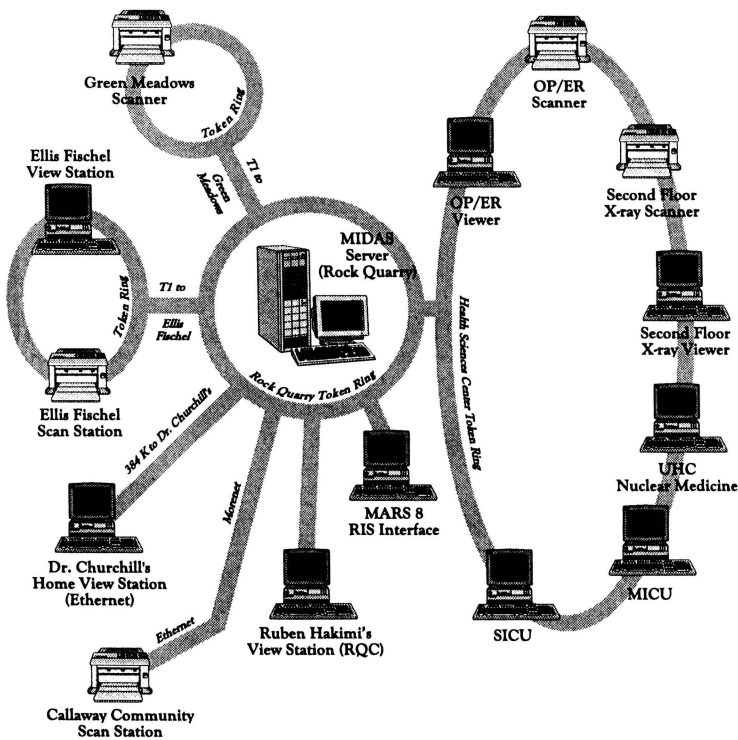 Green Meadows
Scanner
Token Ring
T1 to
Green
Meadows
OP/ER
Scanner
OP/ER
Viewer
Second Floor
X-ray Scanner
Ellis Fischel
View Station
Token Ring
T1 to
Ellis
Fischel
MIDAS
Server
(Rock Quarry)
Rock Quarry Token Ring
Health Sciences Center Token Ring
Second Floor
X-ray Viewer
Ellis Fischel
Scan Station
384 K to Dr. Churchill's
Morenet
MARS 8
RIS Interface
UHC
Nuclear Medicine
Dr. Churchill's
Home View Station
(Ethernet)
Ethernet
Ruben Hakimi's
View Station (RQC)
SICU
MICU
Callaway Community
Scan Station